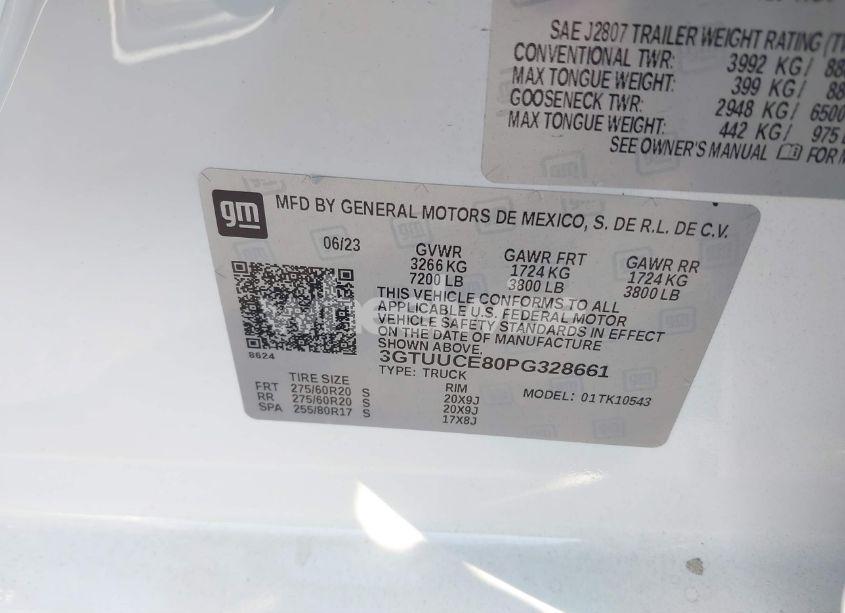 SAE J2807 TRAILER WEIGHT RATING
CONVENTIONAL TWR: 3992 KG/
MAX TONGUE WEIGHT: 399 KG/
GOOSENECK TWR: 2948 KG/ 6500
MAX TONGUE WEIGHT: 442 KG/ 975
SEE OWNER'S MANUAL FOR
gm
MFD BY GENERAL MOTORS DE MEXICO, S. DE R.L. DE C.V.
06/23 GVWR GAWR FRT GAWR RR
3266 KG 1724 KG 1724 KG
7200 LB 3800 LB 3800 LB
THIS VEHICLE CONFORMS TO ALL
APPLICABLE U.S. FEDERAL MOTOR
VEHICLE SAFETY STANDARDS IN EFFECT
ON THE DATE OF MANUFACTURE
SHOWN ABOVE.
8624
3GTUUCE80PG328661
TYPE: TRUCK
MODEL: 01TK10543
TIRE SIZE RIM
FRT 275/60R20 S 20X9J
RR 275/60R20 S 20X9J
SPA 255/80R17 S 17X8J